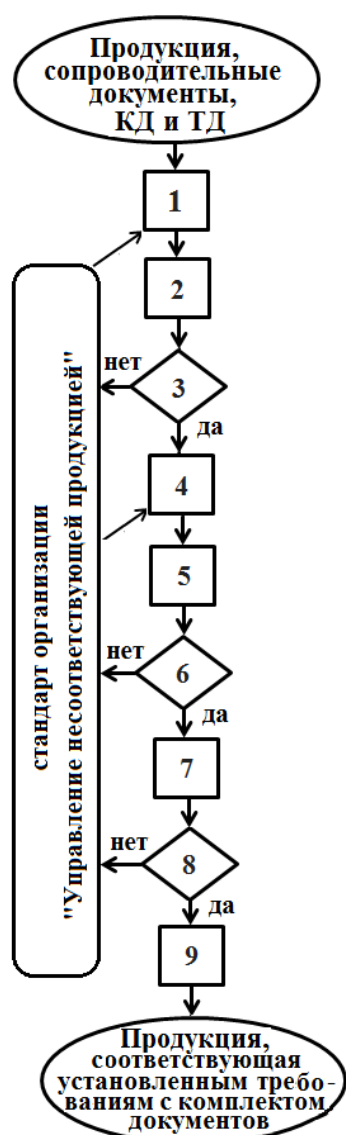 Продукция,
сопроводительные
документы,
КД и ТД
1
2
нет
3
да
4
5
нет
6
да
7
нет
8
да
9
стандарт организации
"Управление несоответствующей продукцией"
Продукция,
соответствующая
установленным требо-
ваниям с комплектом
документов